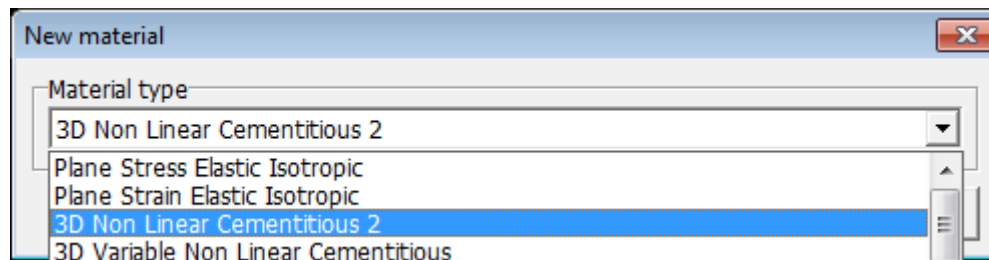 New material
Material type
3D Non Linear Cementitious 2
Plane Stress Elastic Isotropic
Plane Strain Elastic Isotropic
3D Non Linear Cementitious 2
3D Variable Non Linear Cementitious